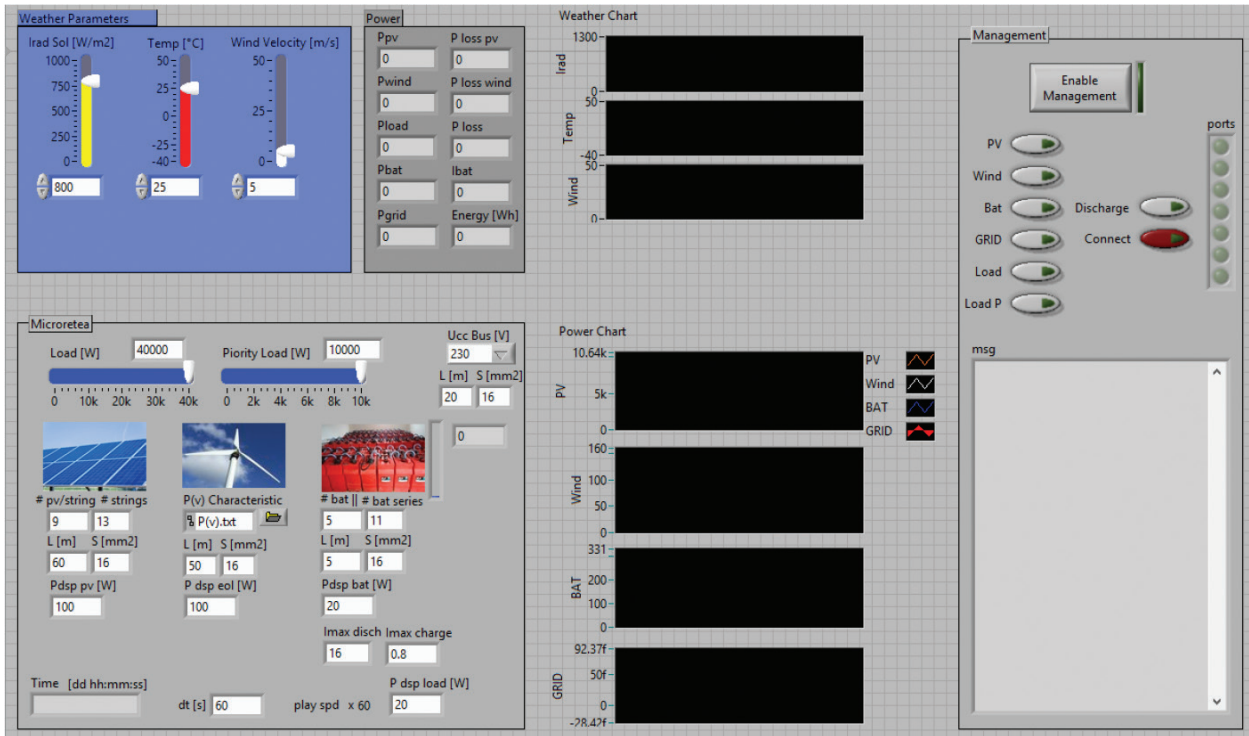 Weather Parameters
Irad Sol [W/m2] Temp [°C] Wind Velocity [m/s]
1000
750
500
250
0
50
25
0
-25
-40
50
25
0
800 25 5
Power
Ppv P loss pv
0 0
Pwind P loss wind
0 0
Pload P loss
0 0
Pbat Ibat
0 0
Pgrid Energy [Wh]
0 0
Weather Chart
Irad
1300
0
Temp
50
-40
Wind
50
0
Management
Enable
Management
ports
PV
Wind
Bat Discharge
GRID Connect
Load
Load P
msg
Microretea
Load [W] 40000
0 10k 20k 30k 40k
Piority Load [W] 10000
0 2k 4k 6k 8k 10k
Ucc Bus [V]
230
L [m] S [mm2]
20 16
0
# pv/string # strings
9 13
L [m] S [mm2]
60 16
Pdsp pv [W]
100
P(v) Characteristic
P(v).txt
L [m] S [mm2]
50 16
P dsp eol [W]
100
# bat || # bat series
5 11
L [m] S [mm2]
5 16
Pdsp bat [W]
20
Imax disch Imax charge
16 0.8
Time [dd hh:mm:ss]
dt [s] 60
play spd x 60
P dsp load [W]
20
Power Chart
PV
10.64k
5k
0
Wind
160
100
50
0
BAT
331
200
100
0
GRID
92.37f
50f
0
-28.42f
PV
Wind
BAT
GRID